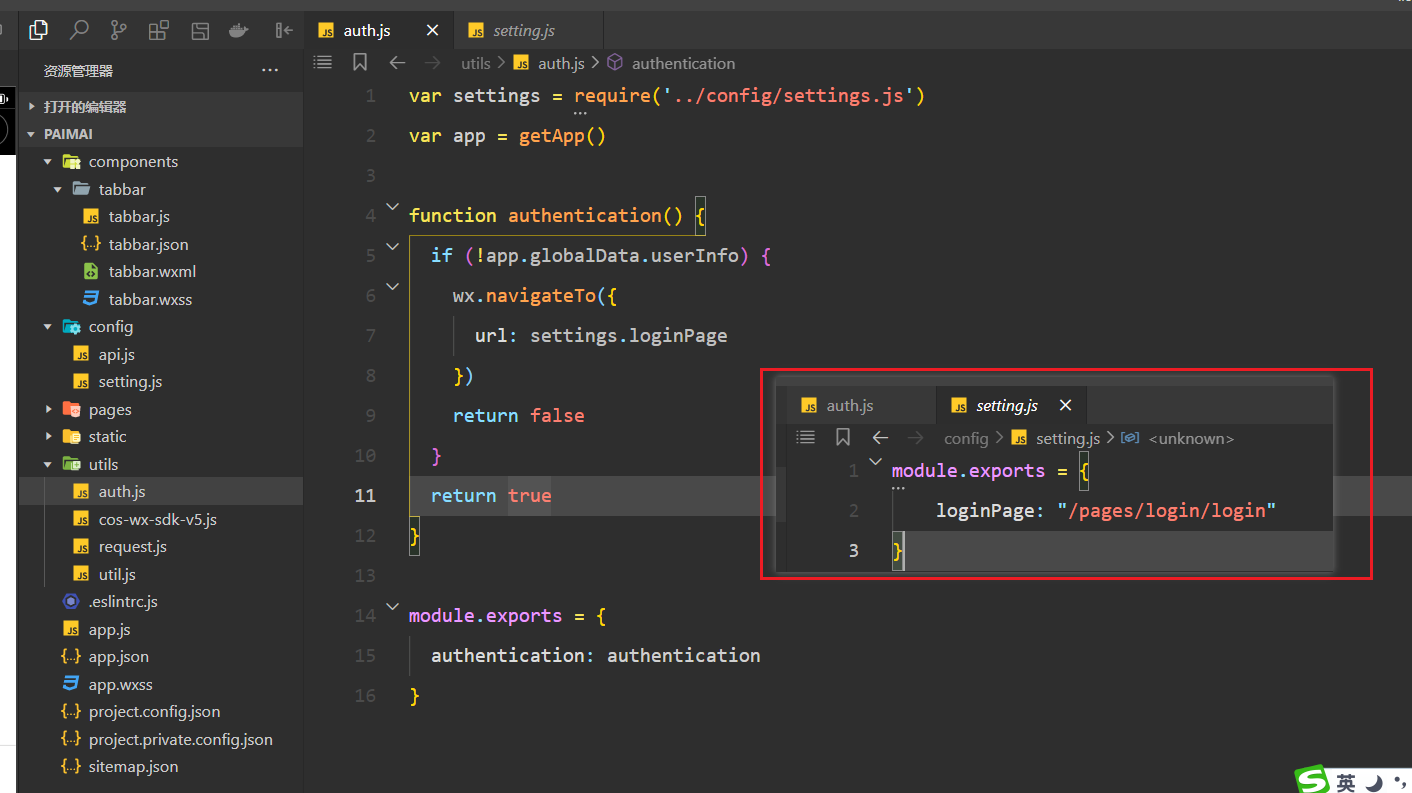 auth.js
setting.js
资源管理器 ...
utils > auth.js > authentication
打开的编辑器
PAIMAI
components
tabbar
tabbar.js
tabbar.json
tabbar.wxml
tabbar.wxss
config
api.js
setting.js
pages
static
utils
auth.js
cos-wx-sdk-v5.js
request.js
util.js
.eslintrc.js
app.js
app.json
app.wxss
project.config.json
project.private.config.json
sitemap.json
1 var settings = require('../config/settings.js')
2 var app = getApp()
3
4 function authentication() {
5 if (!app.globalData.userInfo) {
6 wx.navigateTo({
7 url: settings.loginPage
8 })
9 return false
10 }
11 return true
12 }
13
14 module.exports = {
15 authentication: authentication
16 }
auth.js
setting.js
config > setting.js > <unknown>
1 module.exports = {
2 loginPage: "/pages/login/login"
3 }
S 英